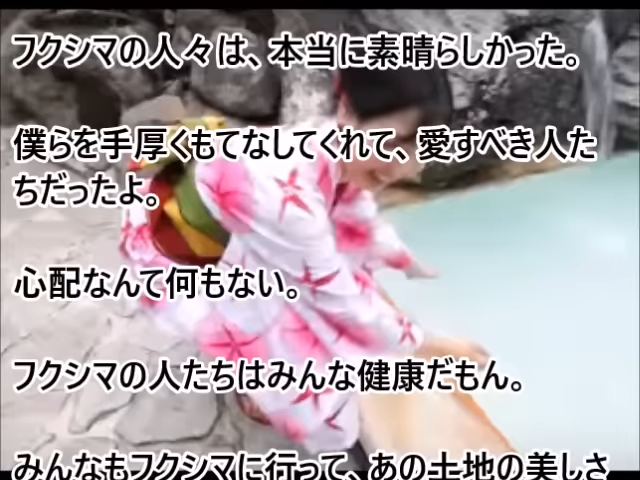 フクシマの人々は、本当に素晴らしかった。
僕らを手厚くもてなしてくれて、愛すべき人た
ちだったよ。
心配なんて何もない。
フクシマの人たちはみんな健康だもん。
みんなもフクシマに行って、あの土地の美しさ